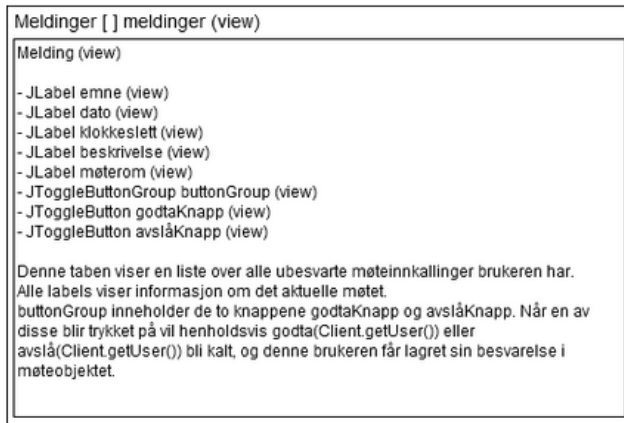 Meldinger [ ] meldinger (view)
Melding (view)
- JLabel emne (view)
- JLabel dato (view)
- JLabel klokkeslett (view)
- JLabel beskrivelse (view)
- JLabel møterom (view)
- JToggleButtonGroup buttonGroup (view)
- JToggleButton godtaKnapp (view)
- JToggleButton avslåKnapp (view)
Denne taben viser en liste over alle ubesvarte møteinnkallinger brukeren har.
Alle labels viser informasjon om det aktuelle møtet.
buttonGroup inneholder de to knappene godtaKnapp og avslåKnapp. Når en av
disse blir trykket på vil henholdsvis godta(Client.getUser()) eller
avslå(Client.getUser()) bli kalt, og denne brukeren får lagret sin besvarelse i
møteobjektet.